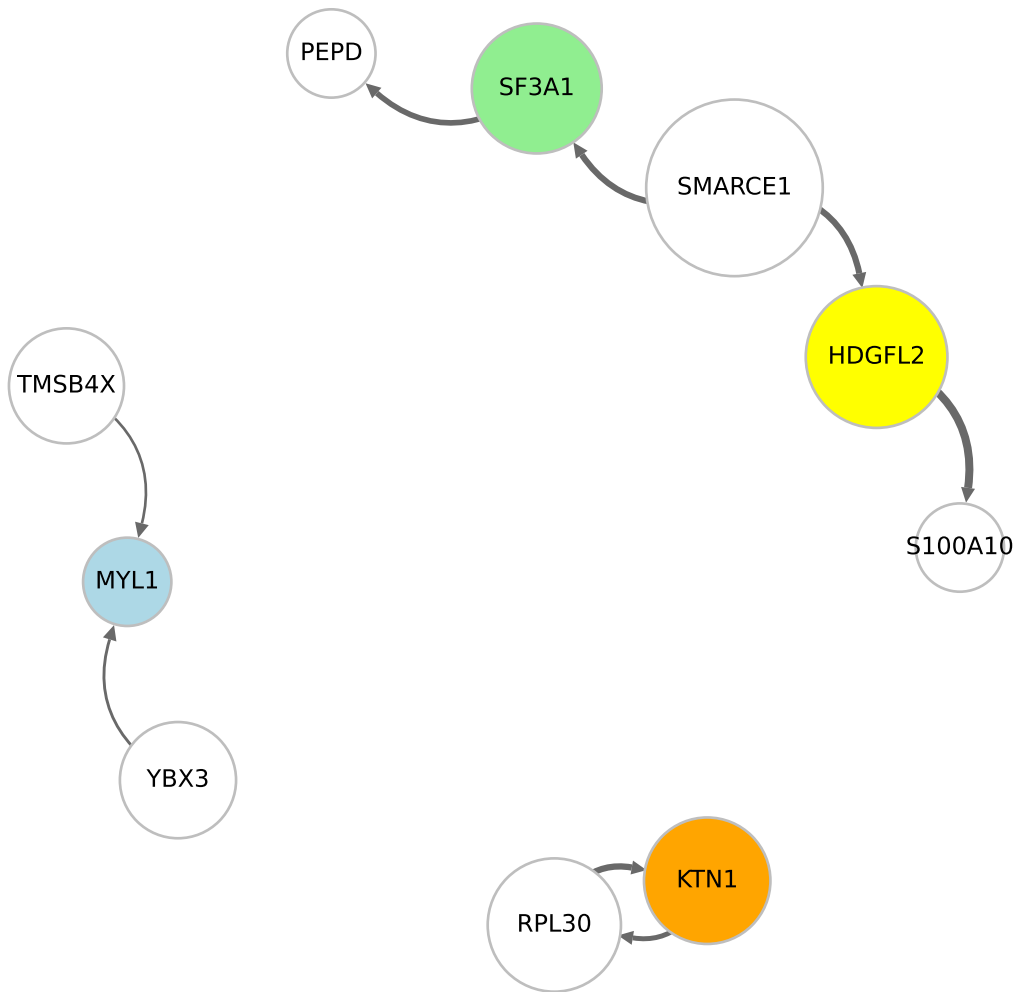 PEPD
SF3A1
SMARCE1
HDGFL2
TMSB4X
S100A10
MYL1
YBX3
KTN1
RPL30